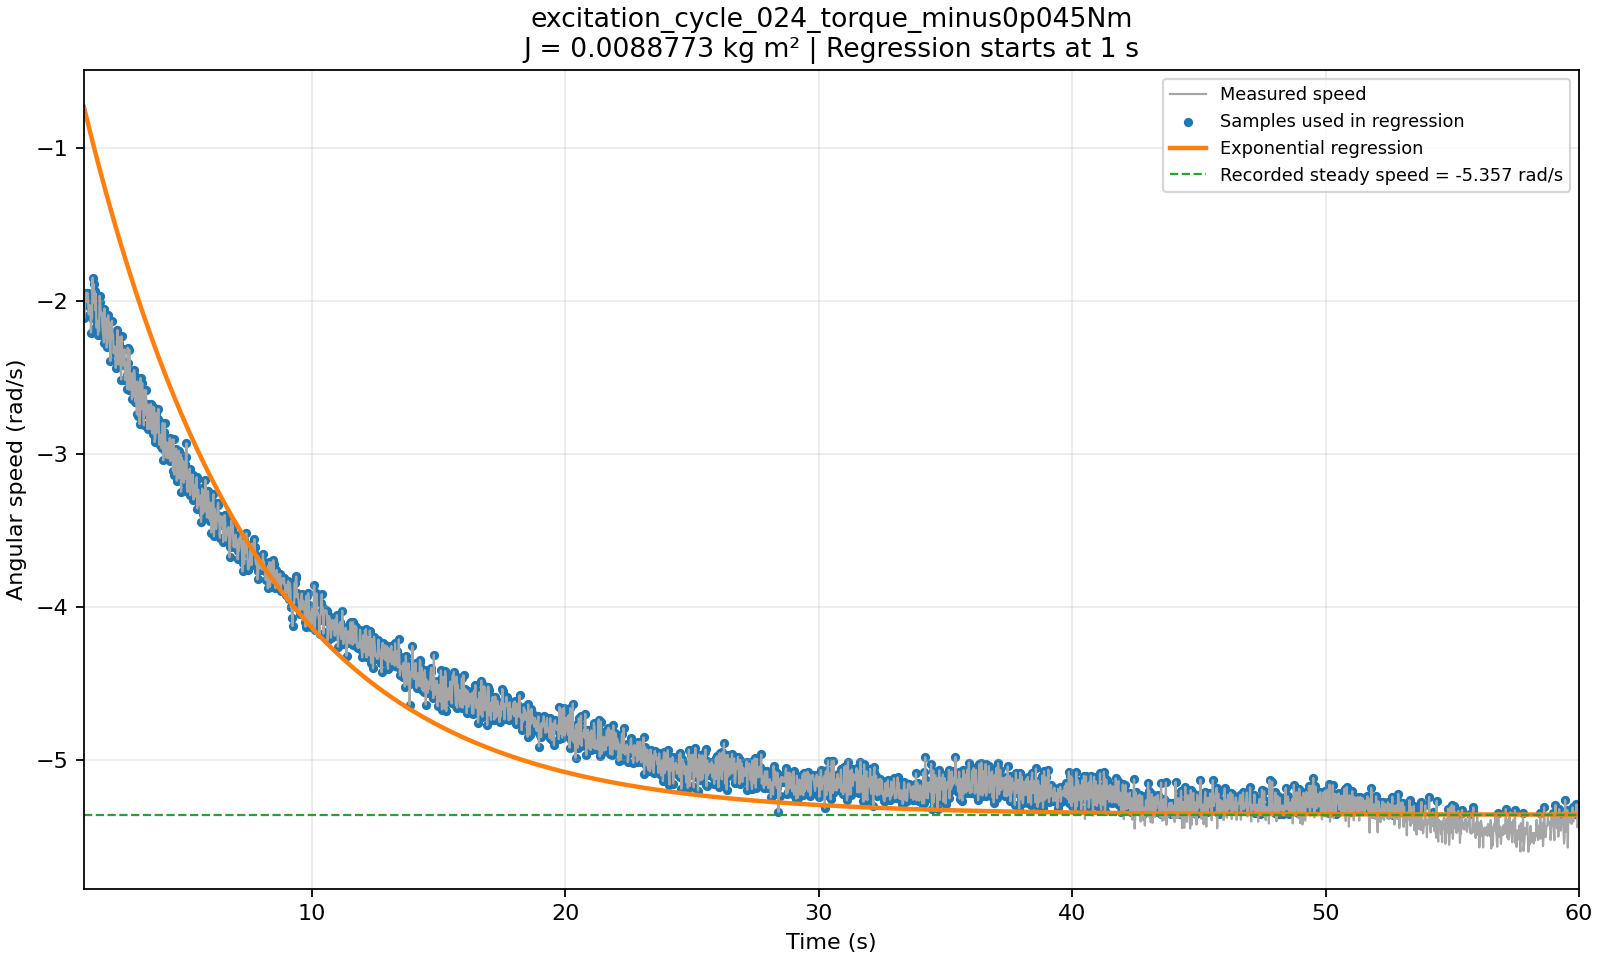 excitation_cycle_024_torque_minus0p045Nm
J = 0.0088773 kg m² | Regression starts at 1 s
Measured speed
Samples used in regression
Exponential regression
Recorded steady speed = -5.357 rad/s
Angular speed (rad/s)
−1
−2
−3
−4
−5
10
20
30
40
50
60
Time (s)